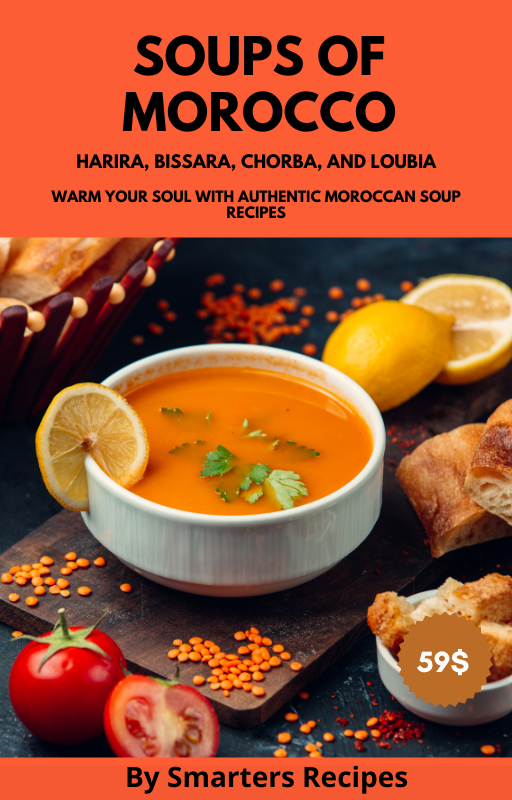 SOUPS OF
MOROCCO
HARIRA, BISSARA, CHORBA, AND LOUBIA
WARM YOUR SOUL WITH AUTHENTIC MOROCCAN SOUP
RECIPES
59$
By Smarters Recipes